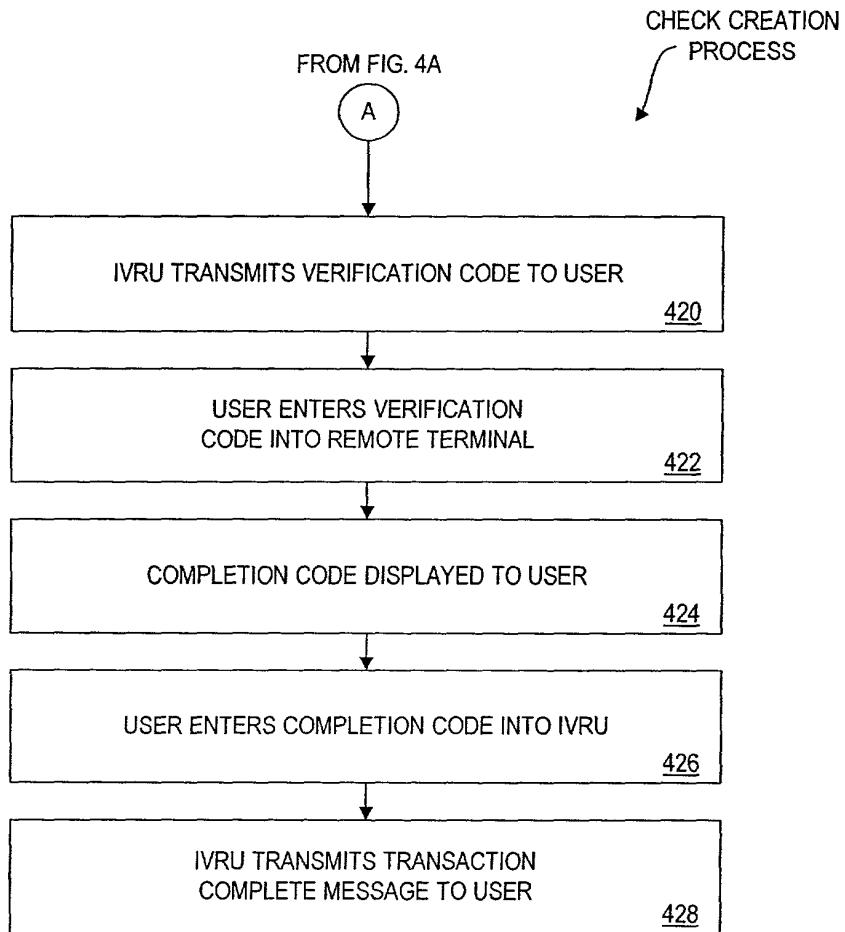 CHECK CREATION
PROCESS
FROM FIG. 4A
A
IVRU TRANSMITS VERIFICATION CODE TO USER
420
USER ENTERS VERIFICATION
CODE INTO REMOTE TERMINAL
422
COMPLETION CODE DISPLAYED TO USER
424
USER ENTERS COMPLETION CODE INTO IVRU
426
IVRU TRANSMITS TRANSACTION
COMPLETE MESSAGE TO USER
428